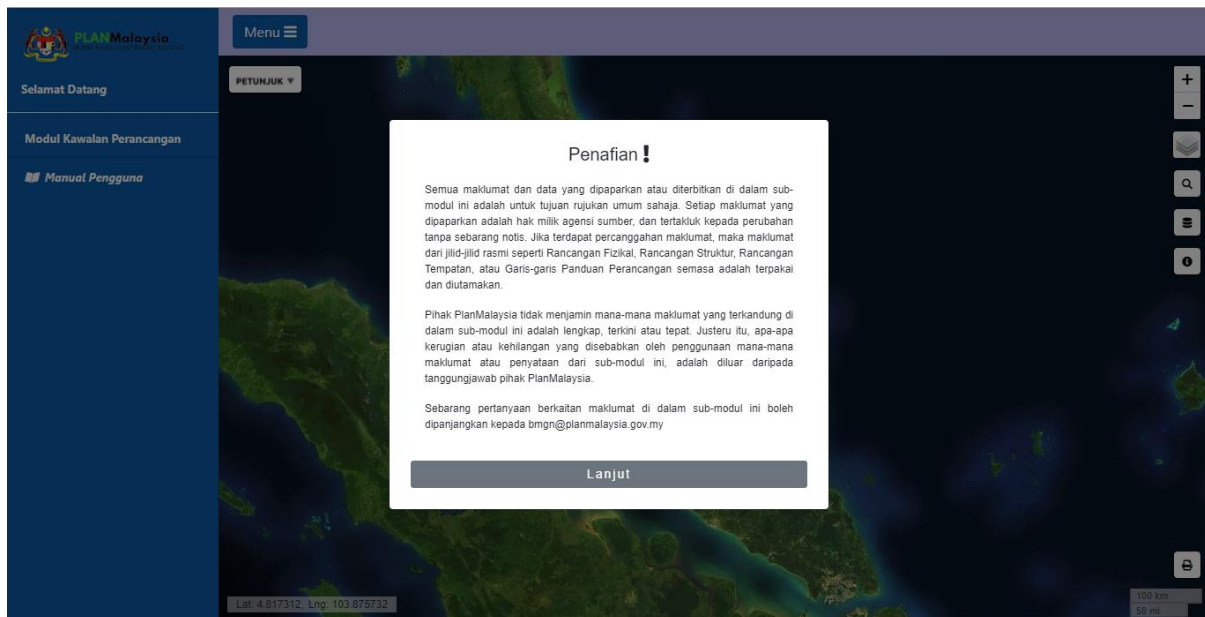 PLANMalaysia
Menu
Selamat Datang
PETUNJUK ▼
Modul Kawalan Perancangan
Manual Pengguna
+
−
Penafian !
Semua maklumat dan data yang dipaparkan atau diterbitkan di dalam sub-
modul ini adalah untuk tujuan rujukan umum sahaja. Setiap maklumat yang
dipaparkan adalah hak milik agensi sumber, dan tertakluk kepada perubahan
tanpa sebarang notis. Jika terdapat percanggahan maklumat, maka maklumat
dari jilid-jilid rasmi seperti Rancangan Fizikal, Rancangan Struktur, Rancangan
Tempatan, atau Garis-garis Panduan Perancangan semasa adalah terpakai
dan diutamakan.
Pihak PlanMalaysia tidak menjamin mana-mana maklumat yang terkandung di
dalam sub-modul ini adalah lengkap, terkini atau tepat. Justeru itu, apa-apa
kerugian atau kehilangan yang disebabkan oleh penggunaan mana-mana
maklumat atau penyataan dari sub-modul ini, adalah diluar daripada
tanggungjawab pihak PlanMalaysia.
Sebarang pertanyaan berkaitan maklumat di dalam sub-modul ini boleh
dipanjangkan kepada bmgn@planmalaysia.gov.my
Lanjut
Lat: 4.817312, Lng: 103.875732
100 km
50 mi